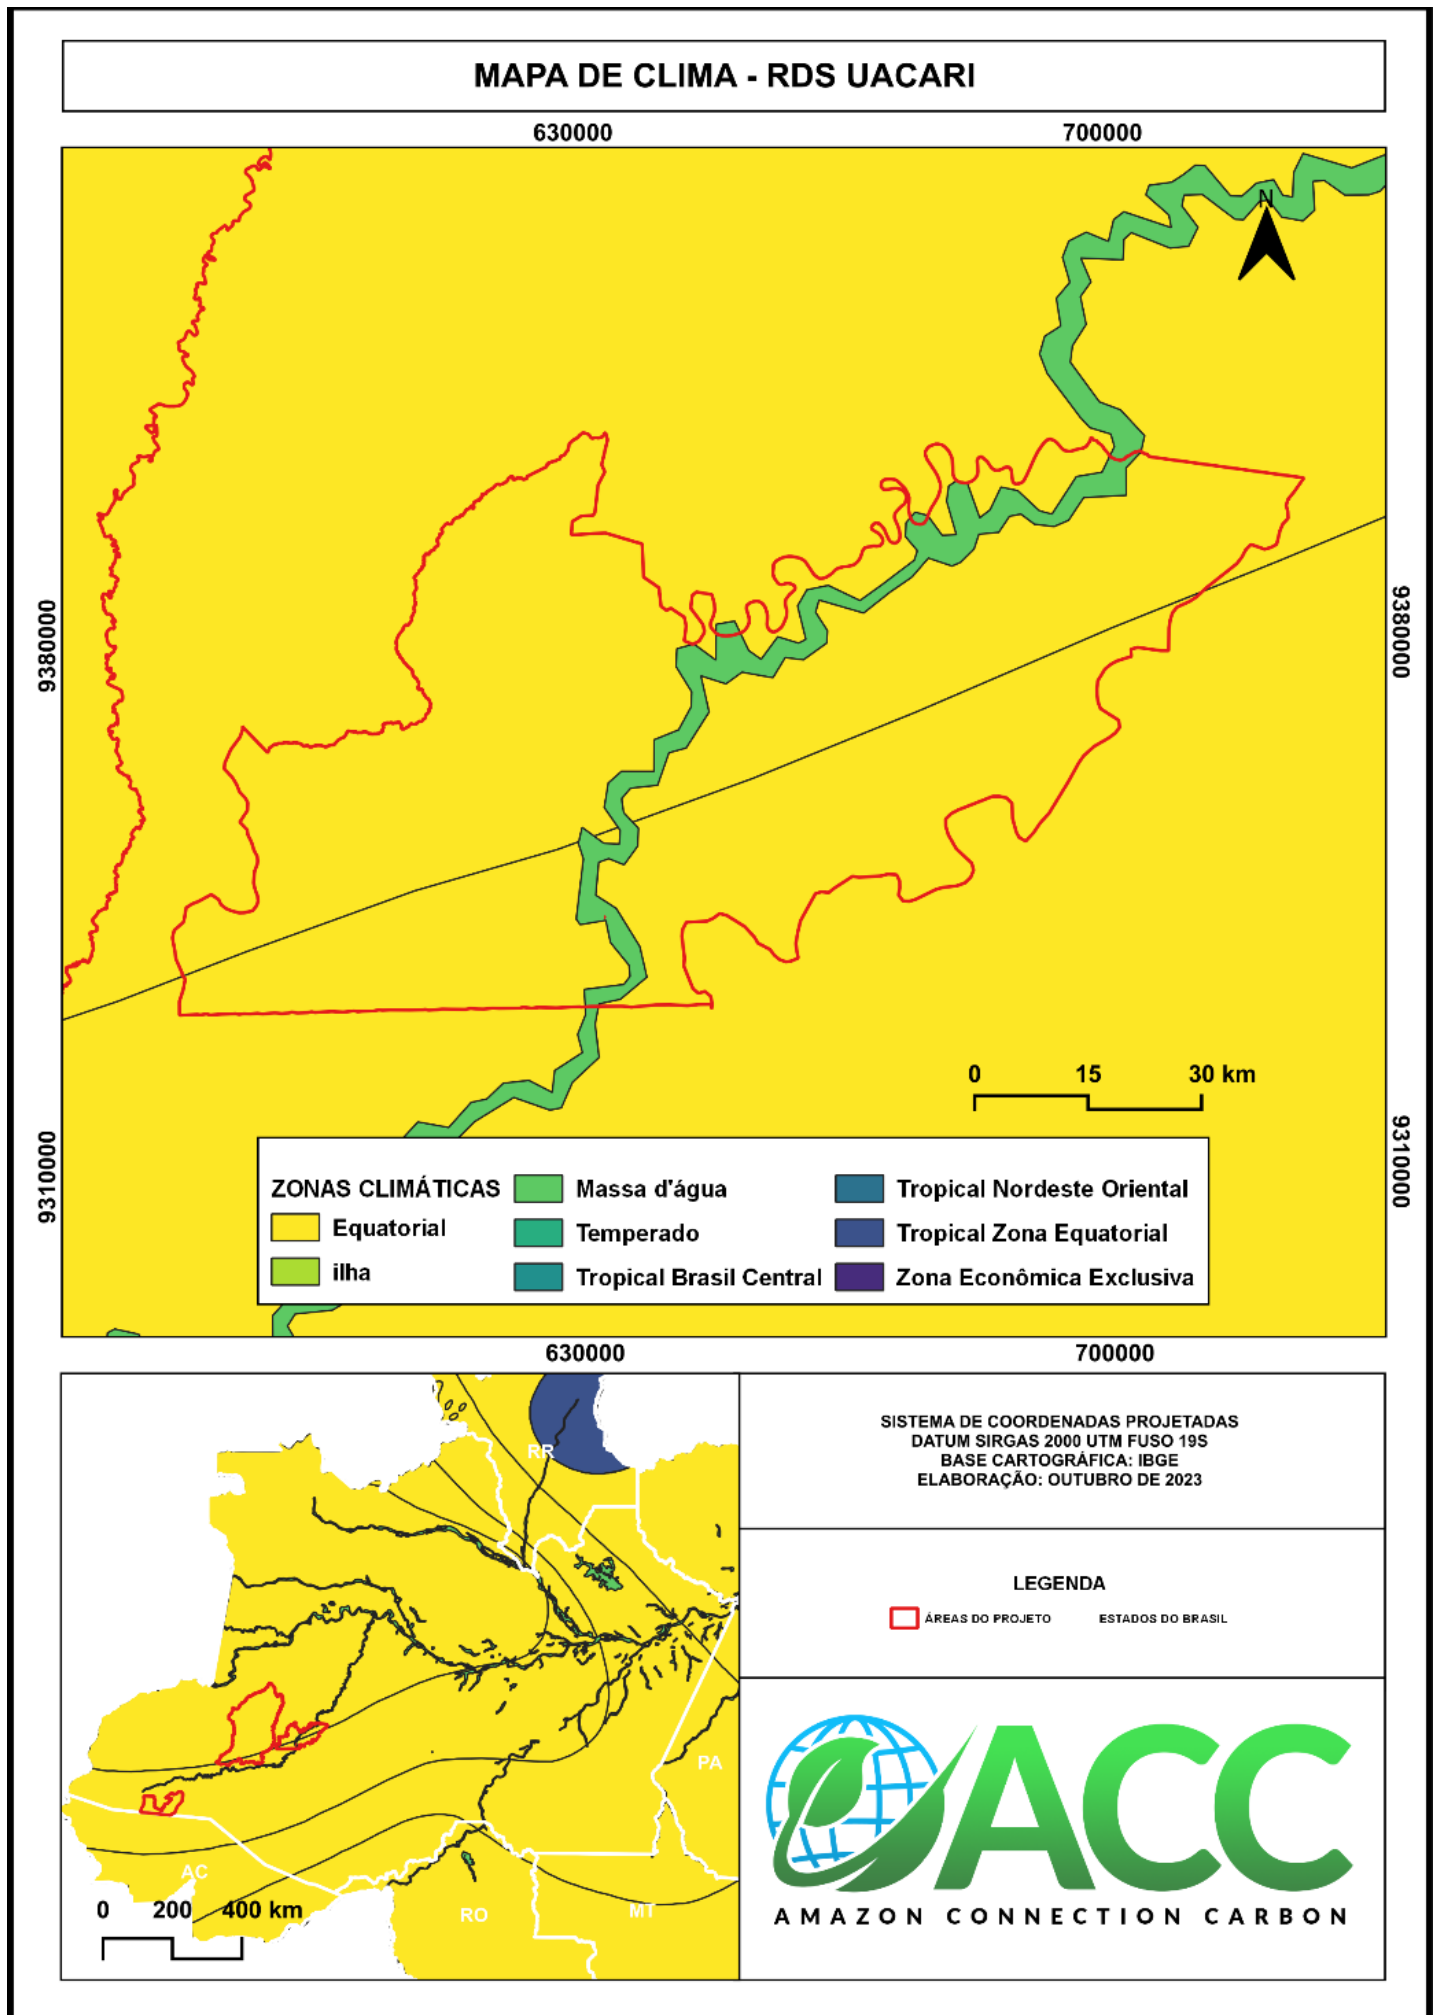 MAPA DE CLIMA - RDS UACARI
630000
700000
N
9380000
9380000
0 15 30 km
9310000
9310000
ZONAS CLIMÁTICAS
Equatorial
ilha
Massa d'água
Temperado
Tropical Brasil Central
Tropical Nordeste Oriental
Tropical Zona Equatorial
Zona Econômica Exclusiva
630000
700000
RR
PA
AC
RO
MT
0 200 400 km
SISTEMA DE COORDENADAS PROJETADAS
DATUM SIRGAS 2000 UTM FUSO 19S
BASE CARTOGRÁFICA: IBGE
ELABORAÇÃO: OUTUBRO DE 2023
LEGENDA
ÁREAS DO PROJETO
ESTADOS DO BRASIL
ACC
AMAZON CONNECTION CARBON